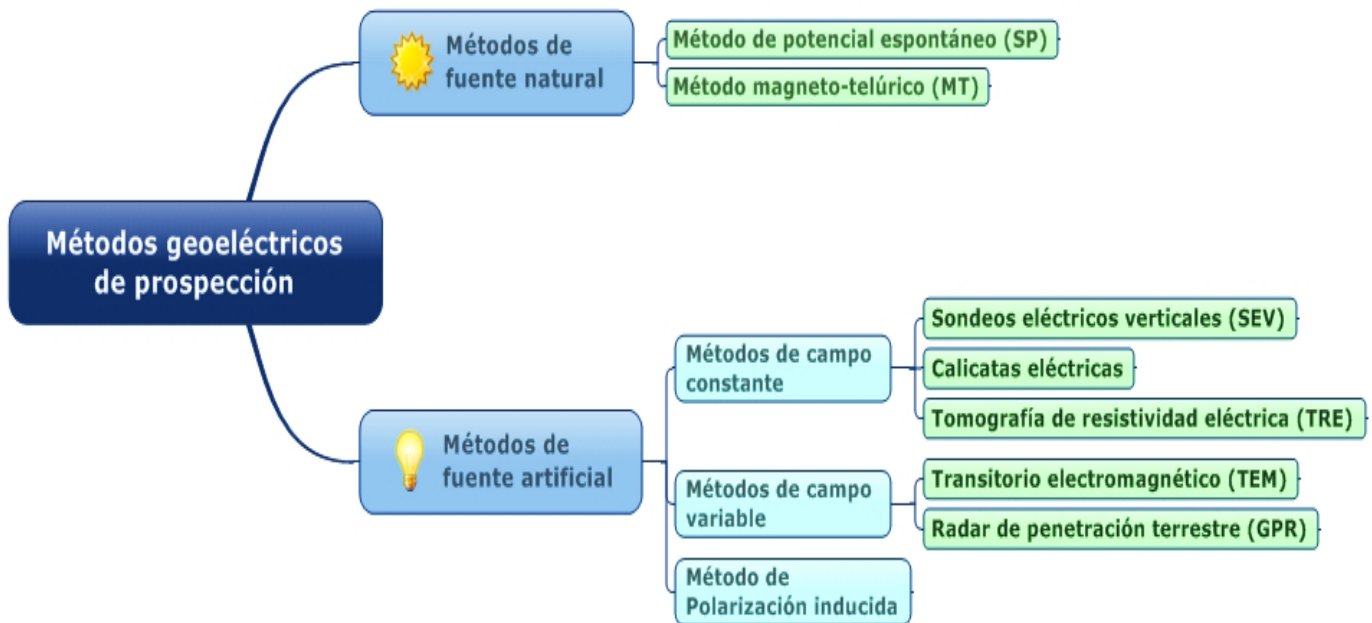 Métodos geoeléctricos
de prospección
Métodos de
fuente natural
Método de potencial espontáneo (SP)
Método magneto-telúrico (MT)
Métodos de
fuente artificial
Métodos de campo
constante
Sondeos eléctricos verticales (SEV)
Calicatas eléctricas
Tomografía de resistividad eléctrica (TRE)
Métodos de campo
variable
Transitorio electromagnético (TEM)
Radar de penetración terrestre (GPR)
Método de
Polarización inducida